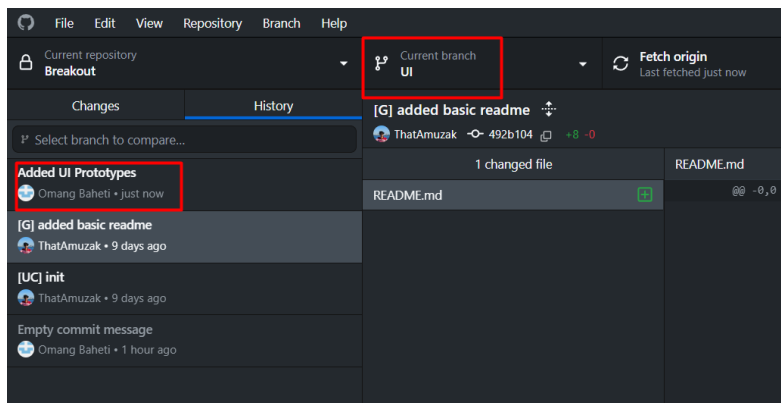 File Edit View Repository Branch Help
Current repository
Breakout
Current branch
UI
Fetch origin
Last fetched just now
Changes History
Select branch to compare...
Added UI Prototypes
Omang Baheti • just now
[G] added basic readme
ThatAmuzak • 9 days ago
[UC] init
ThatAmuzak • 9 days ago
Empty commit message
Omang Baheti • 1 hour ago
[G] added basic readme
ThatAmuzak 492b104 +8 -0
1 changed file
README.md
README.md
@@ -0,0